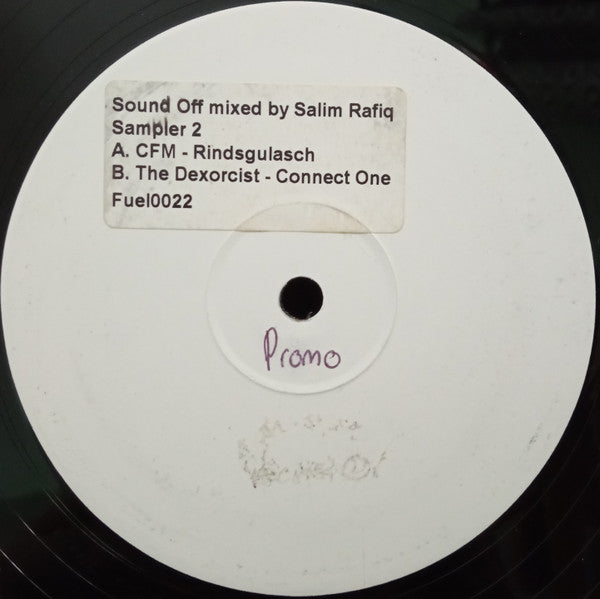 Sound Off mixed by Salim Rafiq
Sampler 2
A. CFM - Rindsgulasch
B. The Dexorcist - Connect One
Fuel0022
Promo